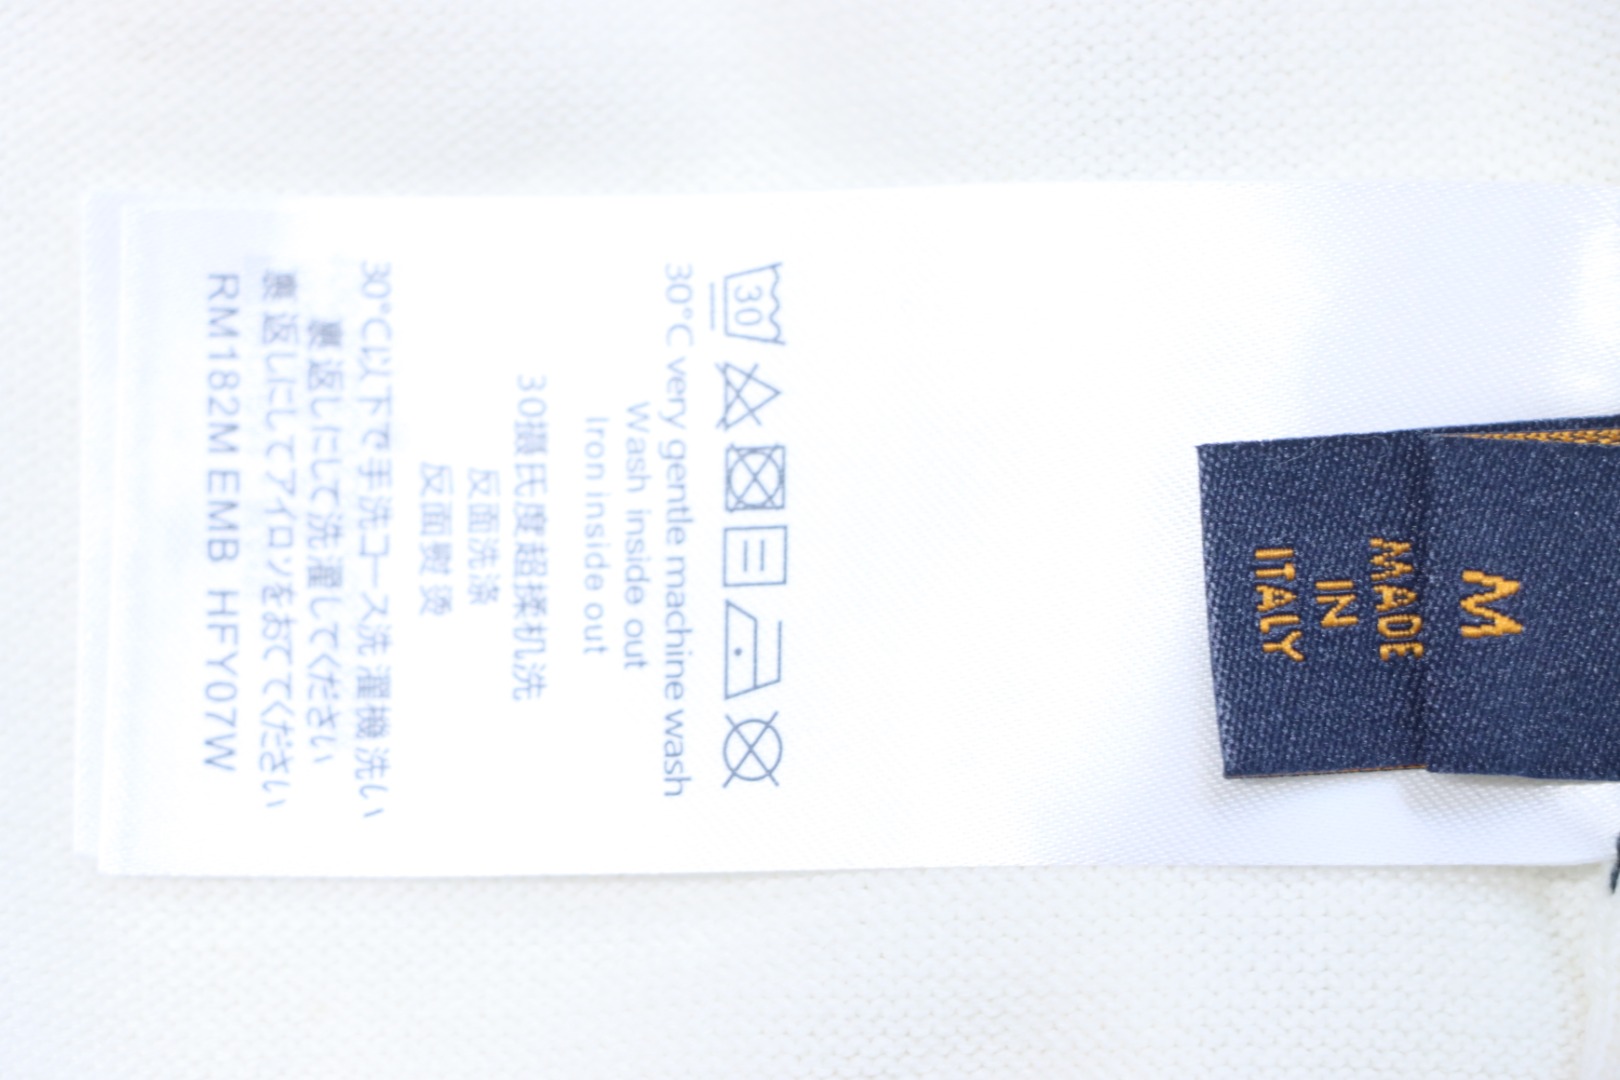 M
MADE
IN
ITALY
30
30°C very gentle machine wash
Wash inside out
Iron inside out
30摄氏度超揉机洗
反面洗涤
反面熨烫
30°C以下で手洗コース洗濯機洗い
裏返しにして洗濯してください
裏返しにしてアイロンをあててください
RM182M EMB HFY07W